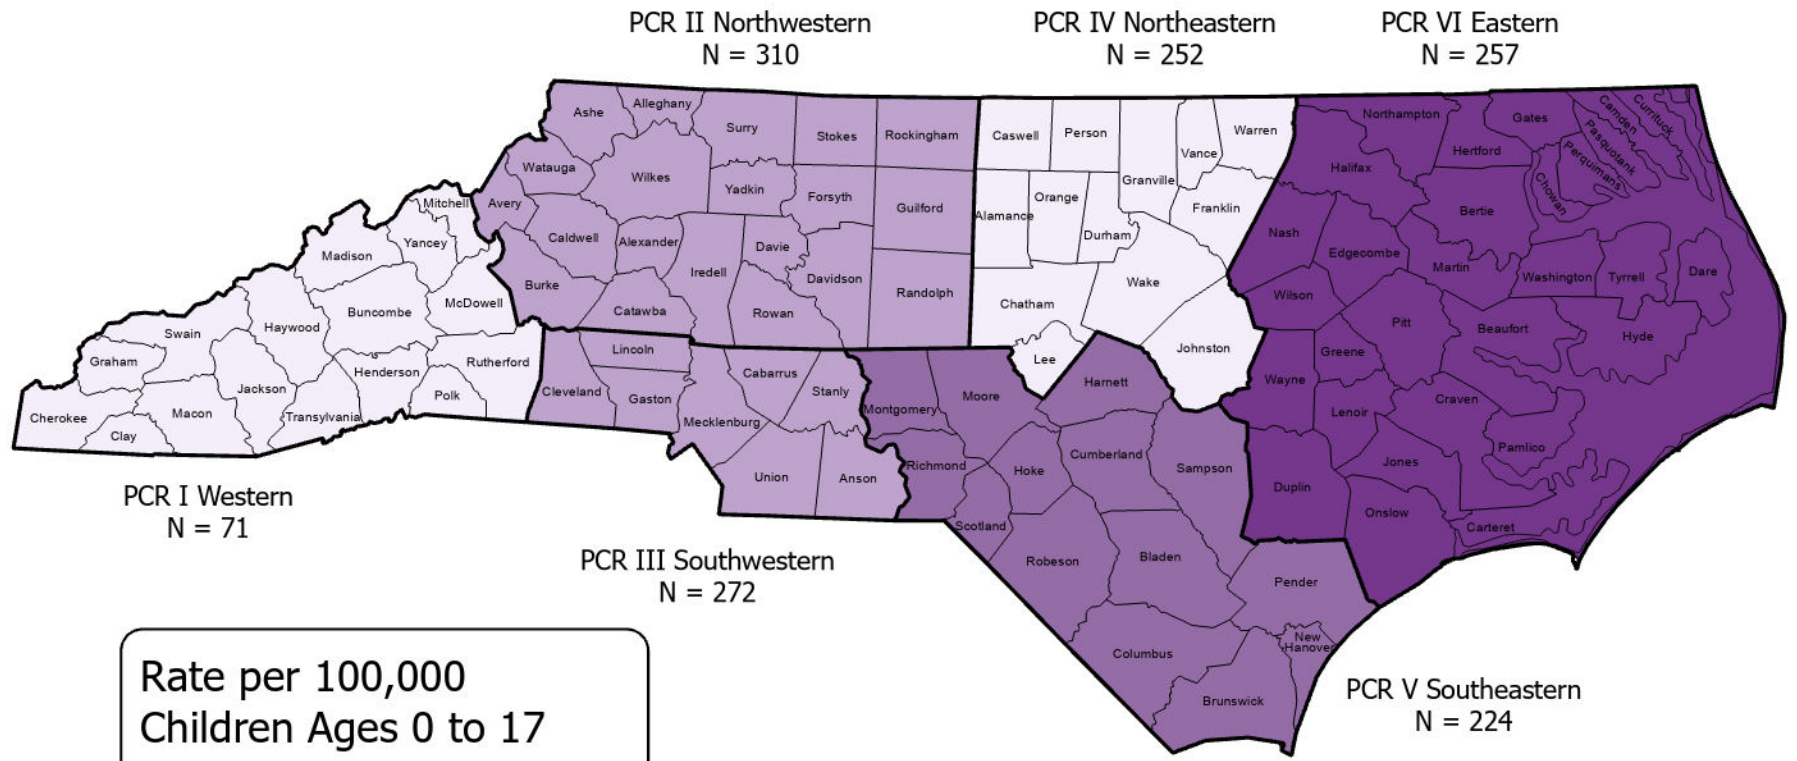 PCR II Northwestern
N = 310
PCR IV Northeastern
N = 252
PCR VI Eastern
N = 257
Ashe
Alleghany
Surry
Stokes
Rockingham
Watauga
Wilkes
Yadkin
Forsyth
Guilford
Avery
Caldwell
Alexander
Davie
Iredell
Davidson
Burke
Catawba
Rowan
Randolph
Caswell
Person
Granville
Vance
Warren
Alamance
Orange
Durham
Franklin
Chatham
Wake
Lee
Johnston
Northampton
Gates
Camden
Currituck
Pasquotank
Perquimans
Chowan
Hertford
Halifax
Bertie
Nash
Edgecombe
Martin
Washington
Tyrrell
Dare
Wilson
Pitt
Beaufort
Hyde
Greene
Wayne
Lenoir
Craven
Pamlico
Jones
Duplin
Onslow
Carteret
Mitchell
Yancey
Madison
Buncombe
McDowell
Haywood
Swain
Graham
Jackson
Henderson
Rutherford
Polk
Transylvania
Cherokee
Macon
Clay
Lincoln
Cleveland
Gaston
Cabarrus
Stanly
Mecklenburg
Union
Anson
Montgomery
Moore
Harnett
Richmond
Hoke
Cumberland
Sampson
Scotland
Robeson
Bladen
Pender
Columbus
New
Hanover
Brunswick
PCR I Western
N = 71
PCR III Southwestern
N = 272
PCR V Southeastern
N = 224
Rate per 100,000
Children Ages 0 to 17